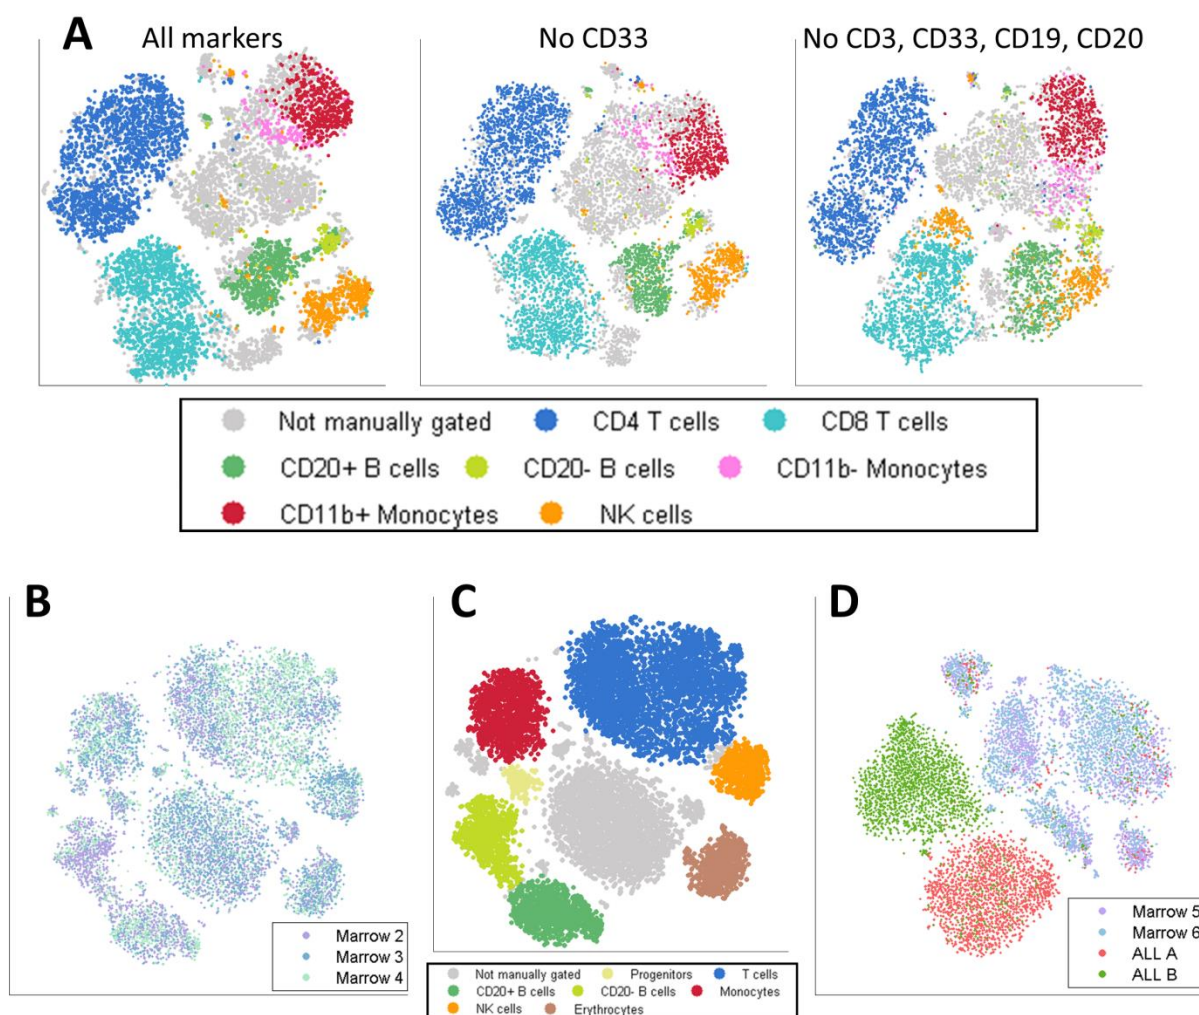 A
All markers
No CD33
No CD3, CD33, CD19, CD20
Not manually gated
CD4 T cells
CD8 T cells
CD20+ B cells
CD20- B cells
CD11b- Monocytes
CD11b+ Monocytes
NK cells
B
C
D
Marrow 2
Marrow 3
Marrow 4
Marrow 5
Marrow 6
ALL A
ALL B
Not manually gated
Progenitors
T cells
CD20+ B cells
CD20- B cells
Monocytes
NK cells
Erythrocytes